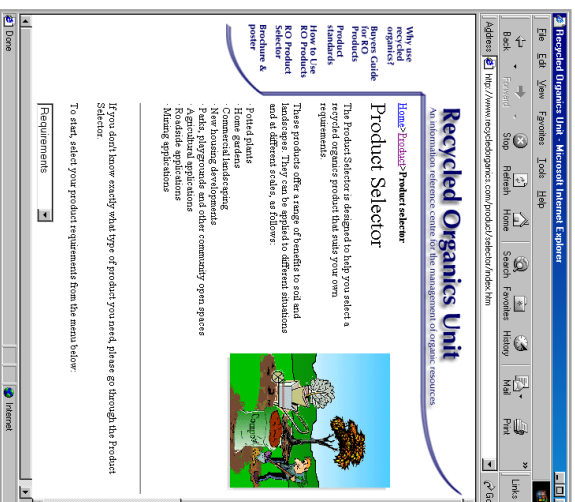 Recycled Organics Unit - Microsoft Internet Explorer
File Edit View Favorites Tools Help
Back Forward Stop Refresh Home Search Favorites History Mail Print »
Address http://www.recycledorganics.com/product/selector/index.htm Go Links
Recycled Organics Unit
An information reference centre for the management of organic resources
Why use
recycled
organics?
Buyers Guide
for RO
Products
Product
standards
How to Use
RO Products
RO Product
Selector
Brochure &
poster
Home>Product>Product selector
Product Selector
The Product Selector is designed to help you select a
recycled organics product that suits your own
requirements.
These products offer a range of benefits to soil and
landscapes. They can be applied to different situations
and at different scales, as follows:
Potted plants
Home gardens
Commercial landscaping
New housing developments
Parks, playgrounds and other community open spaces
Agricultural applications
Roadside applications
Mining applications
If you don't know exactly what type of product you need, please go through the Product
Selector.
To start, select your product requirements from the menu below:
Requirements
Done Internet